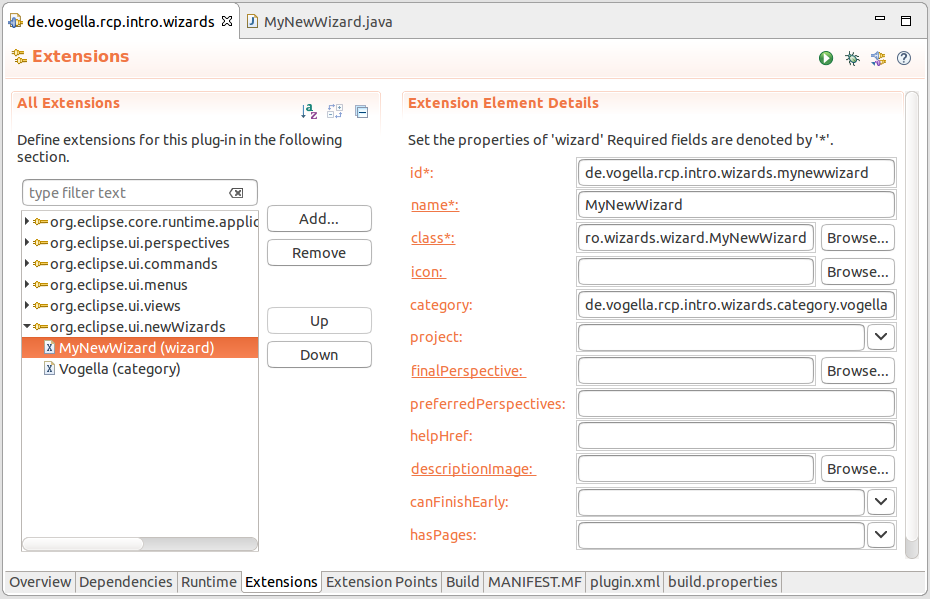 de.vogella.rcp.intro.wizards
MyNewWizard.java
Extensions
All Extensions
Define extensions for this plug-in in the following
section.
type filter text
org.eclipse.core.runtime.applic
org.eclipse.ui.perspectives
org.eclipse.ui.commands
org.eclipse.ui.menus
org.eclipse.ui.views
org.eclipse.ui.newWizards
MyNewWizard (wizard)
Vogella (category)
Add...
Remove
Up
Down
Extension Element Details
Set the properties of 'wizard' Required fields are denoted by '*'.
id*: de.vogella.rcp.intro.wizards.mynewwizard
name*: MyNewWizard
class*: ro.wizards.wizard.MyNewWizard Browse...
icon: Browse...
category: de.vogella.rcp.intro.wizards.category.vogella
project:
finalPerspective: Browse...
preferredPerspectives:
helpHref:
descriptionImage: Browse...
canFinishEarly:
hasPages:
Overview Dependencies Runtime Extensions Extension Points Build MANIFEST.MF plugin.xml build.properties